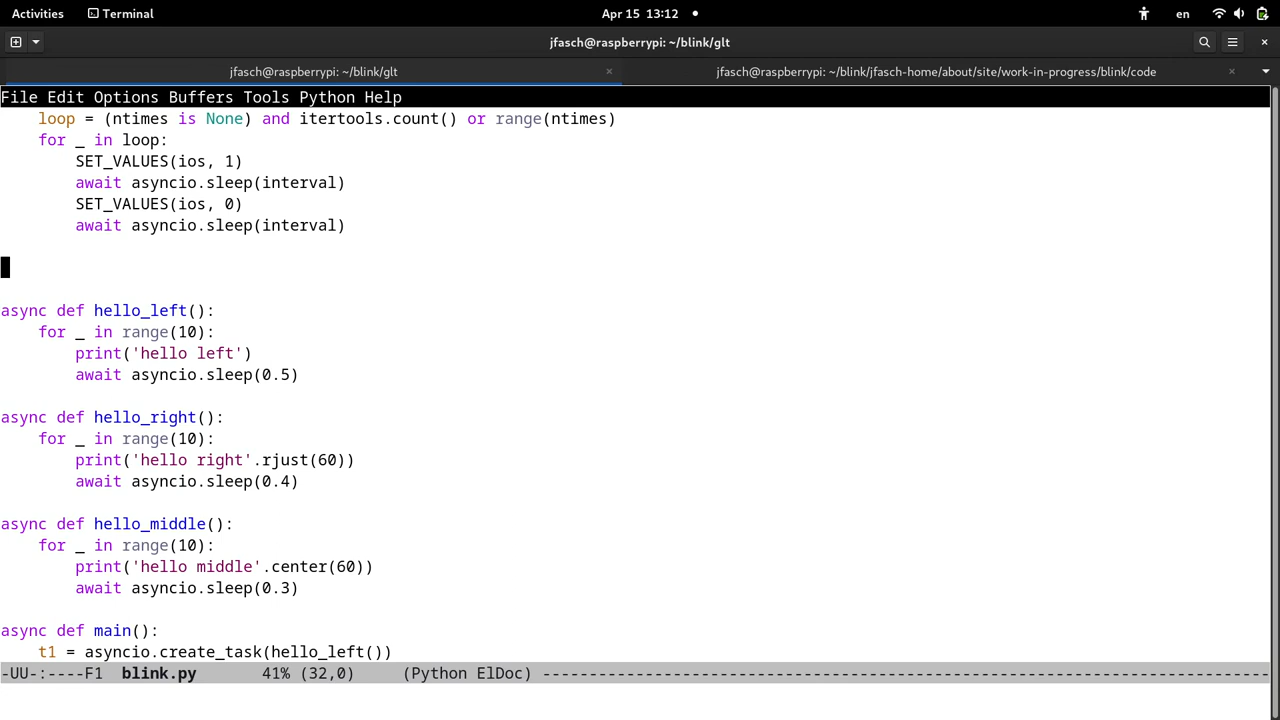 Activities Terminal Apr 15 13:12 en
jfasch@raspberrypi: ~/blink/glt
jfasch@raspberrypi: ~/blink/glt × jfasch@raspberrypi: ~/blink/jfasch-home/about/site/work-in-progress/blink/code ×
File Edit Options Buffers Tools Python Help
    loop = (ntimes is None) and itertools.count() or range(ntimes)
    for _ in loop:
        SET_VALUES(ios, 1)
        await asyncio.sleep(interval)
        SET_VALUES(ios, 0)
        await asyncio.sleep(interval)
async def hello_left():
    for _ in range(10):
        print('hello left')
        await asyncio.sleep(0.5)
async def hello_right():
    for _ in range(10):
        print('hello right'.rjust(60))
        await asyncio.sleep(0.4)
async def hello_middle():
    for _ in range(10):
        print('hello middle'.center(60))
        await asyncio.sleep(0.3)
async def main():
    t1 = asyncio.create_task(hello_left())
-UU-:----F1 blink.py 41% (32,0) (Python ElDoc) ------------------------------------------------------------------------------